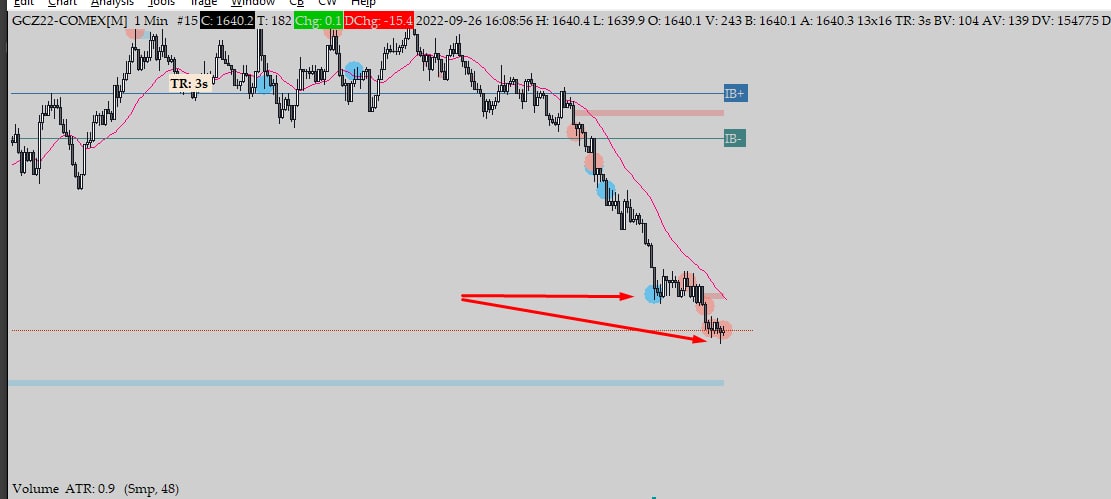 Edit Chart Analysis Tools Trade Window CB CW Help
GCZ22-COMEX[M] 1 Min #15 C: 1640.2 T: 182 Chg: 0.1 DChg: -15.4 2022-09-26 16:08:56 H: 1640.4 L: 1639.9 O: 1640.1 V: 243 B: 1640.1 A: 1640.3 13x16 TR: 3s BV: 104 AV: 139 DV: 154775 D
TR: 3s
IB+
IB-
Volume ATR: 0.9 (Smp, 48)